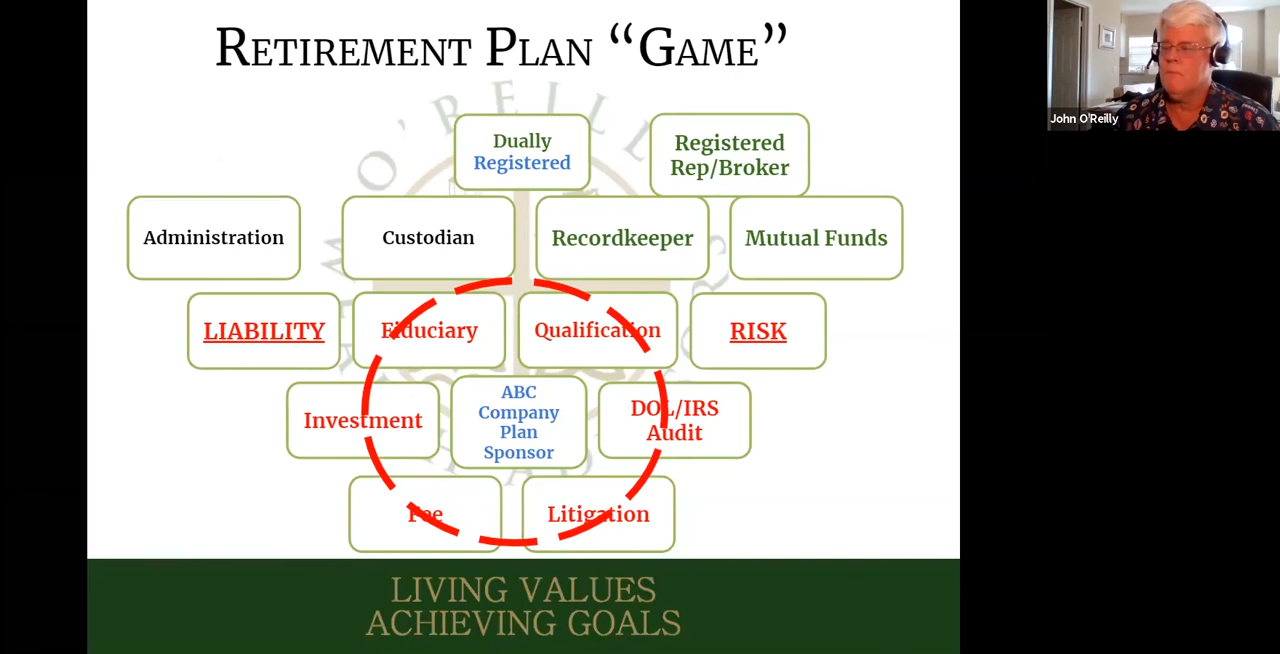 RETIREMENT PLAN “GAME”
John O'Reilly
O'REILLY
Dually
Registered
Registered
Rep/Broker
Administration
Custodian
Recordkeeper
Mutual Funds
LIABILITY
Fiduciary
Qualification
RISK
Investment
ABC
Company
Plan
Sponsor
DOL/IRS
Audit
Fee
Litigation
LIVING VALUES
ACHIEVING GOALS